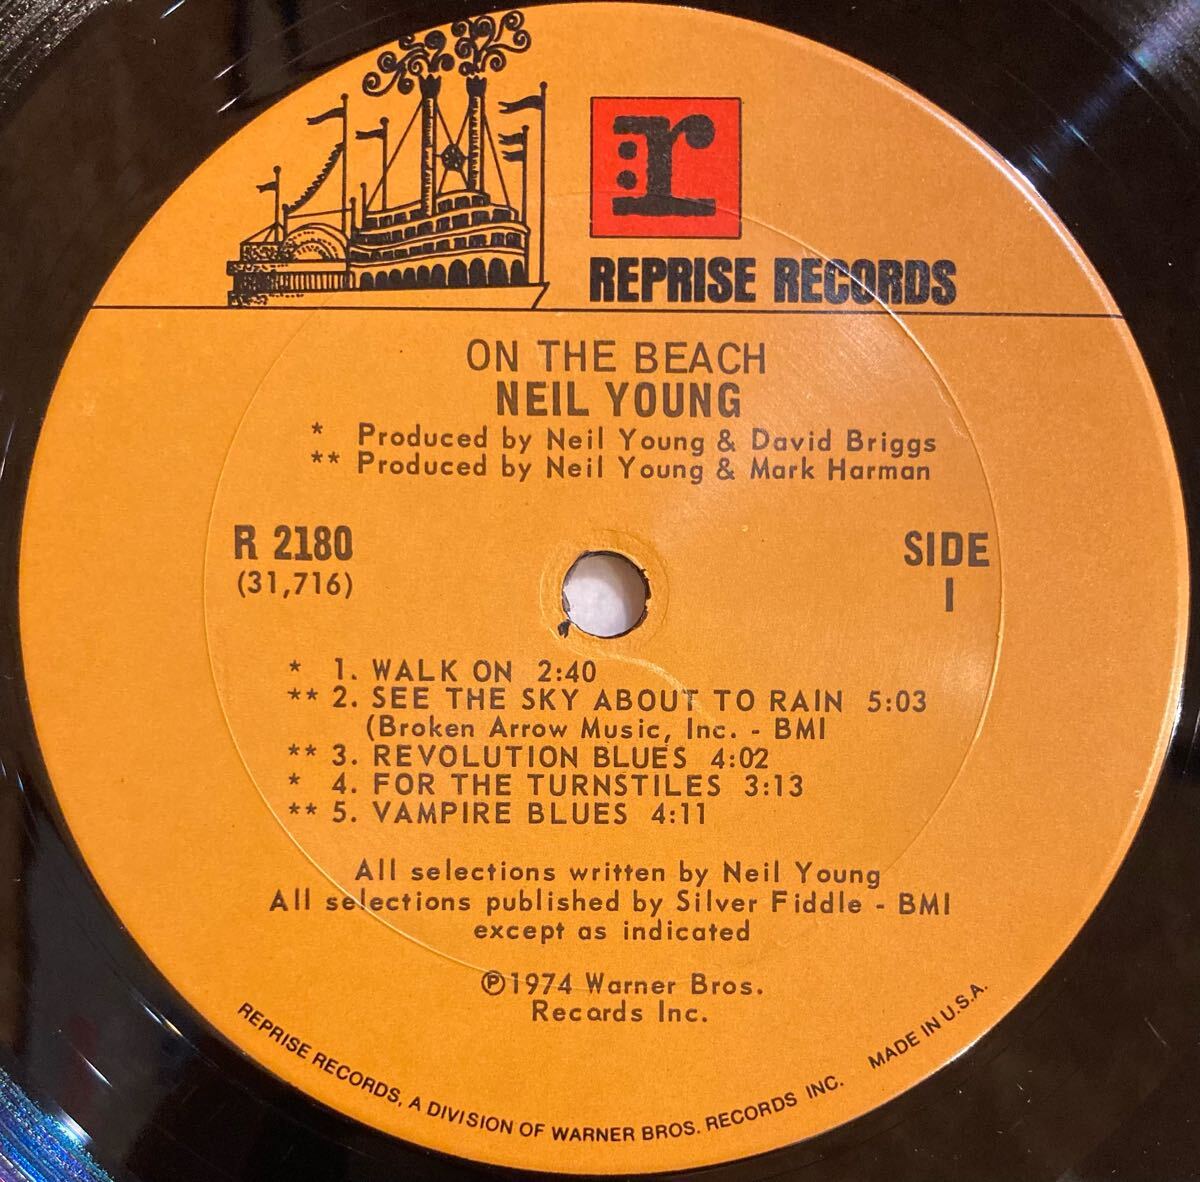 r
REPRISE RECORDS
ON THE BEACH
NEIL YOUNG
* Produced by Neil Young & David Briggs
** Produced by Neil Young & Mark Harman
R 2180
(31,716)
SIDE
1
* 1. WALK ON 2:40
** 2. SEE THE SKY ABOUT TO RAIN 5:03
(Broken Arrow Music, Inc. - BMI
** 3. REVOLUTION BLUES 4:02
* 4. FOR THE TURNSTILES 3:13
** 5. VAMPIRE BLUES 4:11
All selections written by Neil Young
All selections published by Silver Fiddle - BMI
except as indicated
℗1974 Warner Bros.
Records Inc.
REPRISE RECORDS, A DIVISION OF WARNER BROS. RECORDS INC. MADE IN U.S.A.